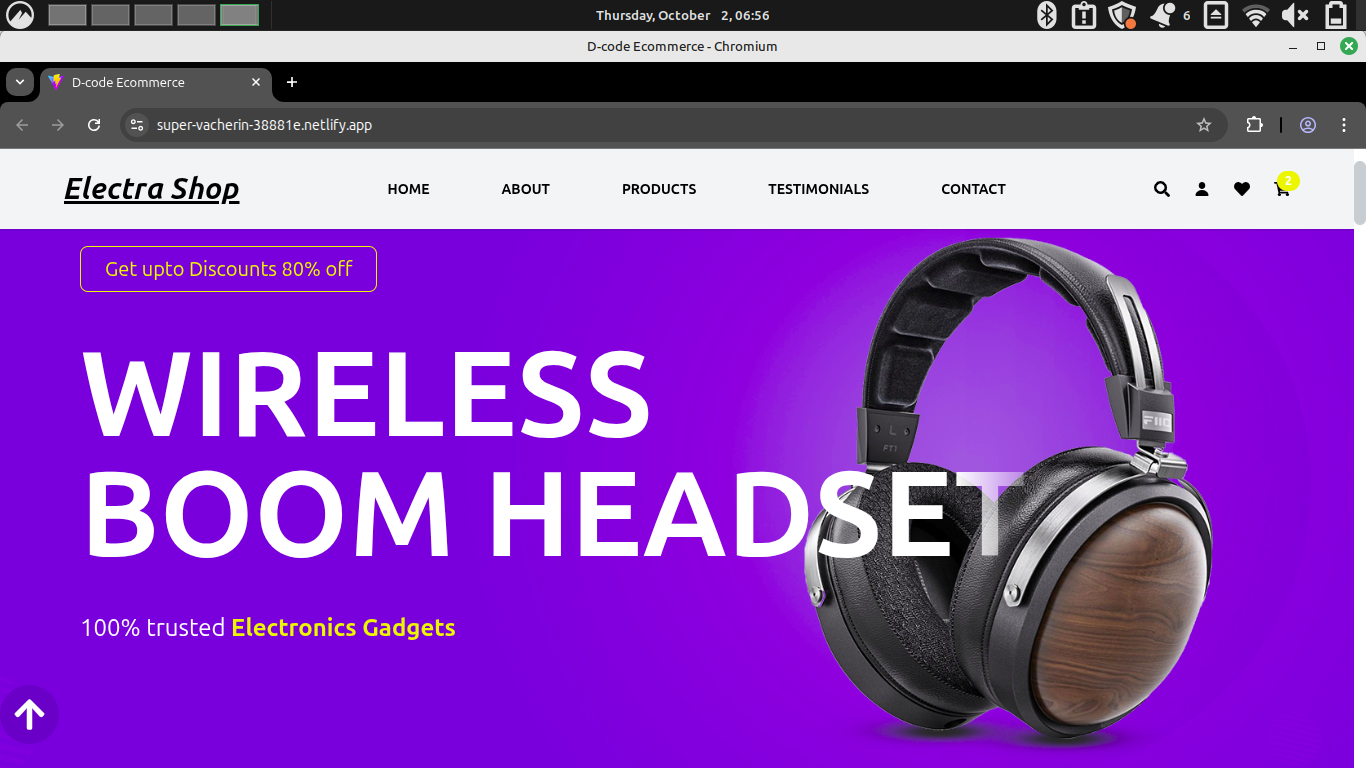 Thursday, October 2, 06:56
6
D-code Ecommerce - Chromium
D-code Ecommerce
super-vacherin-38881e.netlify.app
Electra Shop
HOME
ABOUT
PRODUCTS
TESTIMONIALS
CONTACT
2
Get upto Discounts 80% off
WIRELESS
BOOM HEADSET
100% trusted Electronics Gadgets
L
FT1
FiiO